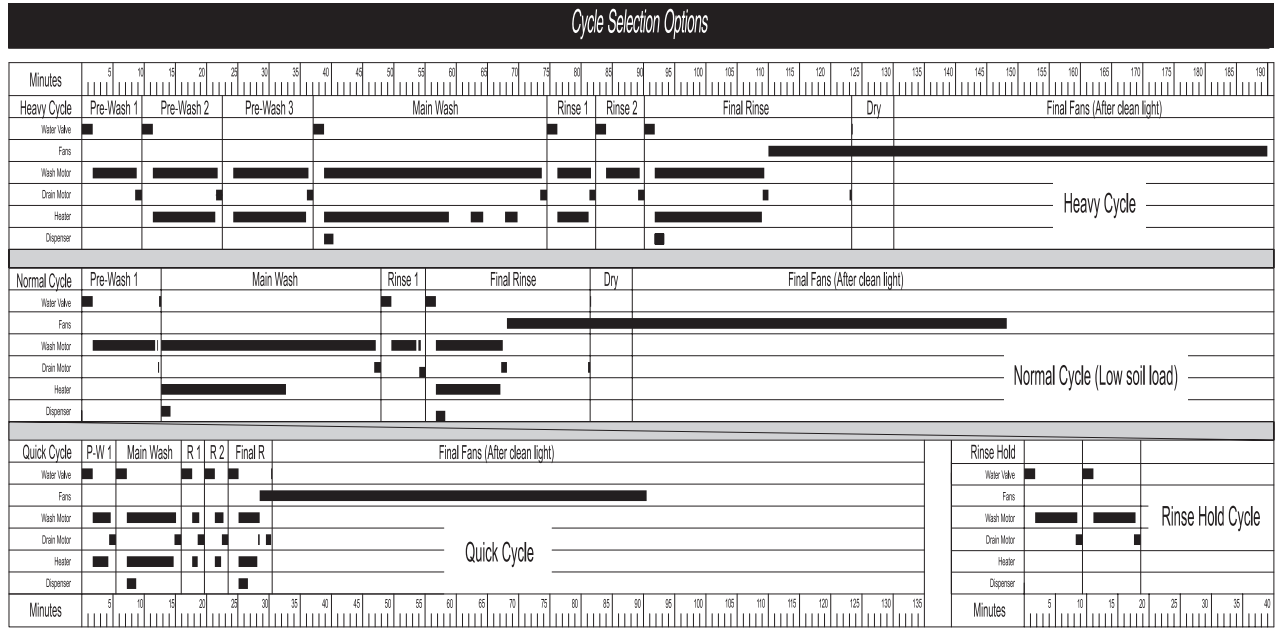 Cycle Selection Options
Minutes 5 10 15 20 25 30 35 40 45 50 55 60 65 70 75 80 85 90 95 100 105 110 115 120 125 130 135 140 145 150 155 160 165 170 175 180 185 190
Heavy Cycle Pre-Wash 1 Pre-Wash 2 Pre-Wash 3 Main Wash Rinse 1 Rinse 2 Final Rinse Dry Final Fans (After clean light)
Water Valve
Fans
Wash Motor
Drain Motor
Heater
Dispenser
Heavy Cycle
Normal Cycle Pre-Wash 1 Main Wash Rinse 1 Final Rinse Dry Final Fans (After clean light)
Water Valve
Fans
Wash Motor
Drain Motor
Heater
Dispenser
Normal Cycle (Low soil load)
Quick Cycle P-W 1 Main Wash R 1 R 2 Final R Final Fans (After clean light)
Water Valve
Fans
Wash Motor
Drain Motor
Heater
Dispenser
Quick Cycle
Minutes 5 10 15 20 25 30 35 40 45 50 55 60 65 70 75 80 85 90 95 100 105 110 115 120 125 130 135
Rinse Hold
Water Valve
Fans
Wash Motor
Drain Motor
Heater
Dispenser
Rinse Hold Cycle
Minutes 5 10 15 20 25 30 35 40